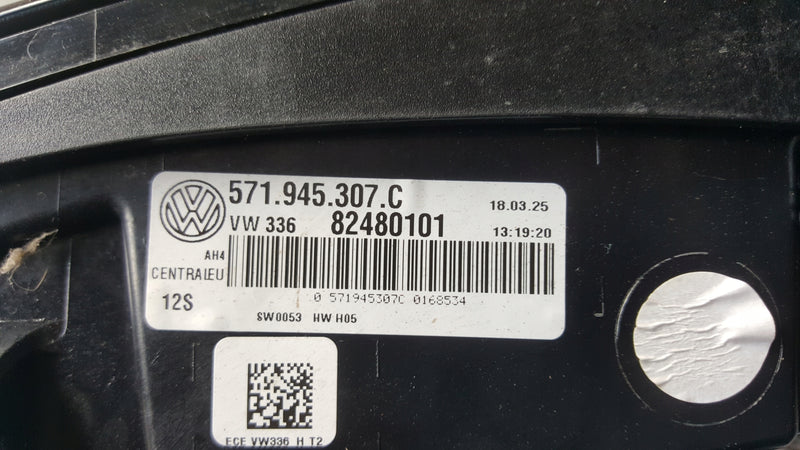 571.945.307.C 18.03.25
VW 336 82480101 13:19:20
AH4
CENTRALEU
12S
0 571945307C 0168534
SW0053 HW H05
ECE VW336 H T2